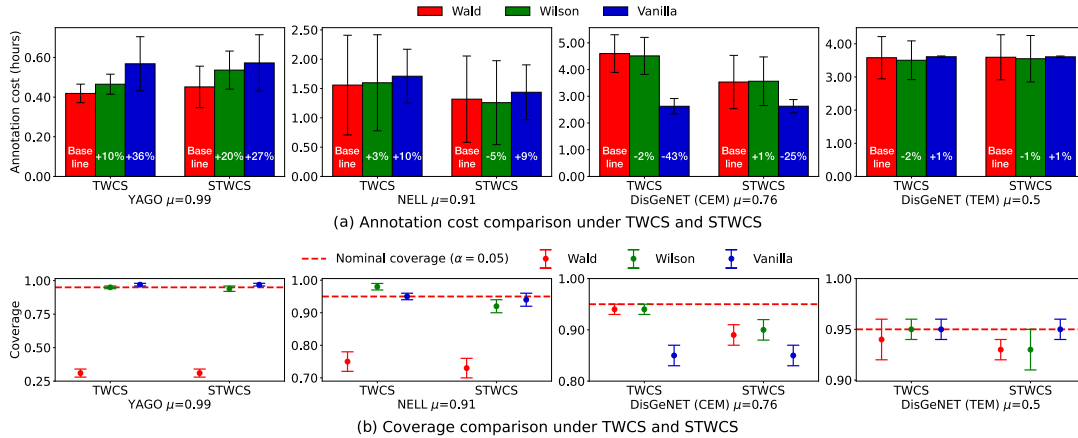 Wald Wilson Vanilla
Annotation cost (hours)
0.60
0.40
0.20
0.00
Base line +10% +36% Base line +20% +27%
TWCS STWCS
YAGO μ=0.99
1.50
1.00
0.50
0.00
Base line +3% +10% Base line -5% +9%
TWCS STWCS
NELL μ=0.91
5.00
4.00
3.00
2.00
1.00
0.00
Base line -2% -43% Base line +1% -25%
TWCS STWCS
DisGeNET (CEM) μ=0.76
4.00
3.00
2.00
1.00
0.00
Base line -2% +1% Base line -1% +1%
TWCS STWCS
DisGeNET (TEM) μ=0.5
(a) Annotation cost comparison under TWCS and STWCS
Nominal coverage (α = 0.05) Wald Wilson Vanilla
Coverage
1.00
0.75
0.50
0.25
TWCS STWCS
YAGO μ=0.99
1.00
0.90
0.80
0.70
TWCS STWCS
NELL μ=0.91
1.00
0.90
0.80
TWCS STWCS
DisGeNET (CEM) μ=0.76
1.00
0.95
0.90
TWCS STWCS
DisGeNET (TEM) μ=0.5
(b) Coverage comparison under TWCS and STWCS